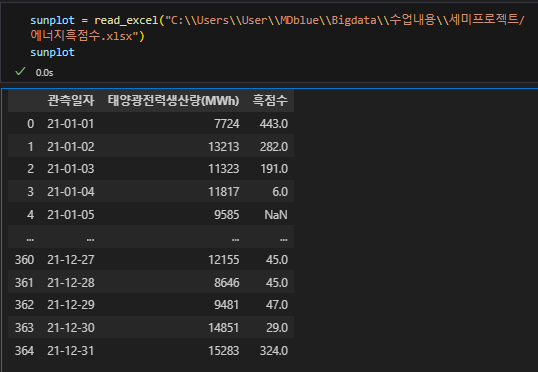 sunplot = read_excel("C:\\Users\\User\\MDblue\\Bigdata\\수업내용\\세미프로젝트/
에너지흑점수.xlsx")
sunplot
0.0s
관측일자 태양광전력생산량(MWh) 흑점수
0 21-01-01 7724 443.0
1 21-01-02 13213 282.0
2 21-01-03 11323 191.0
3 21-01-04 11817 6.0
4 21-01-05 9585 NaN
... ... ... ...
360 21-12-27 12155 45.0
361 21-12-28 8646 45.0
362 21-12-29 9481 47.0
363 21-12-30 14851 29.0
364 21-12-31 15283 324.0